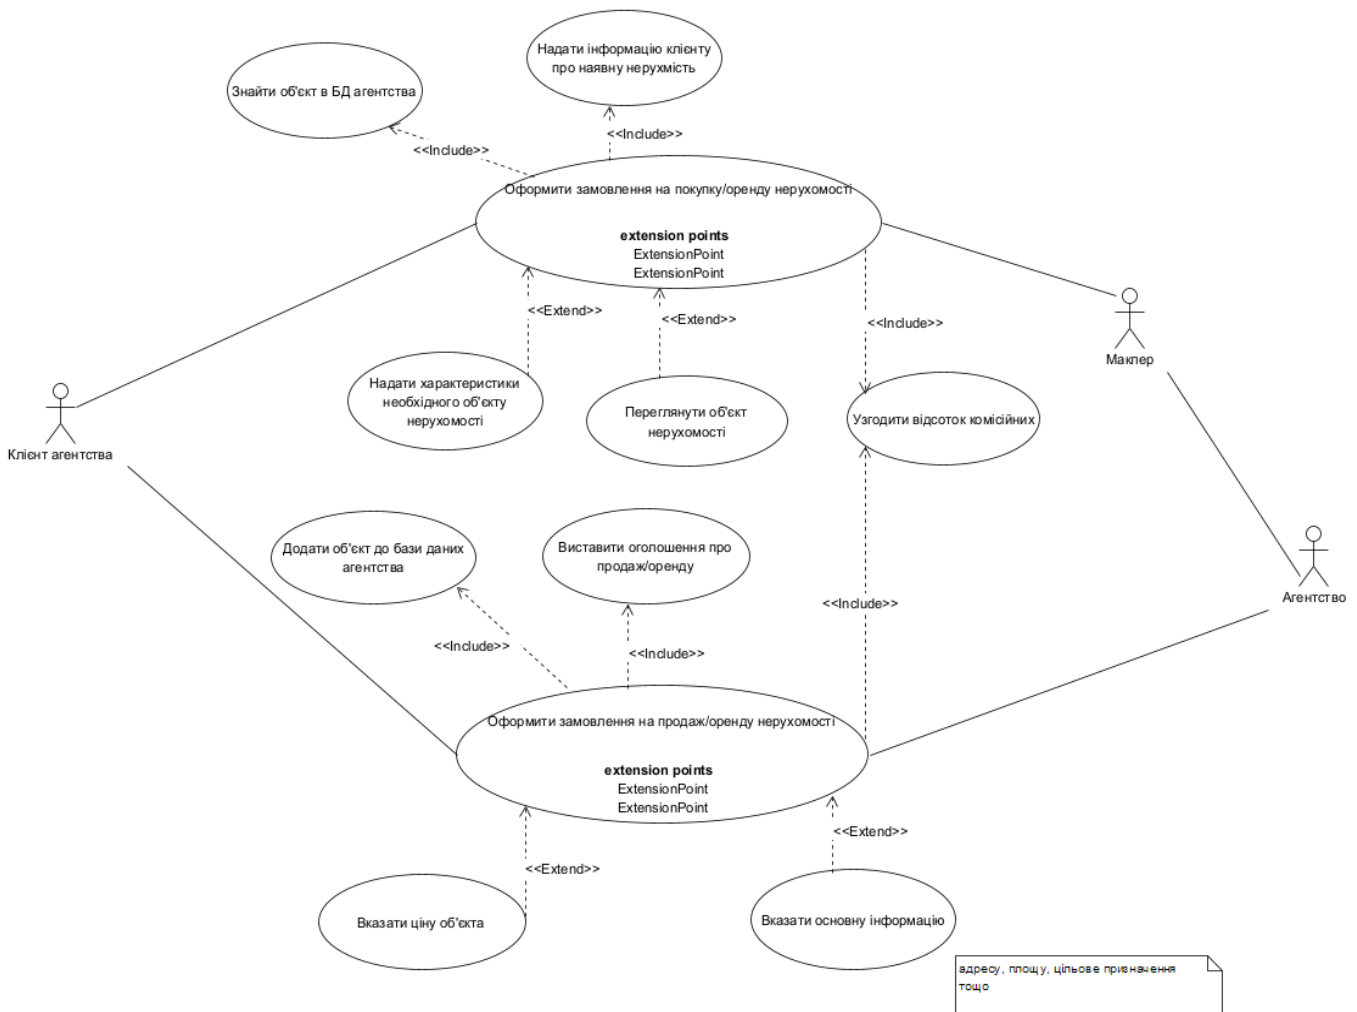 Надати інформацію клієнту
про наявну нерухмість
Знайти об'єкт в БД агентства
<<Include>>
<<Include>>
Оформити замовлення на покупку/оренду нерухомості
extension points
ExtensionPoint
ExtensionPoint
<<Extend>>
<<Extend>>
<<Include>>
Маклер
Надати характеристики
необхідного об'єкту
нерухомості
Переглянути об'єкт
нерухомості
Узгодити відсоток комісійних
Клієнт агентства
Додати об'єкт до бази даних
агентства
Виставити оголошення про
продаж/оренду
Агентство
<<Include>>
<<Include>>
<<Include>>
Оформити замовлення на продаж/оренду нерухомості
extension points
ExtensionPoint
ExtensionPoint
<<Extend>>
<<Extend>>
Вказати ціну об'єкта
Вказати основну інформацію
адресу, площу, цільове призначення
тощо